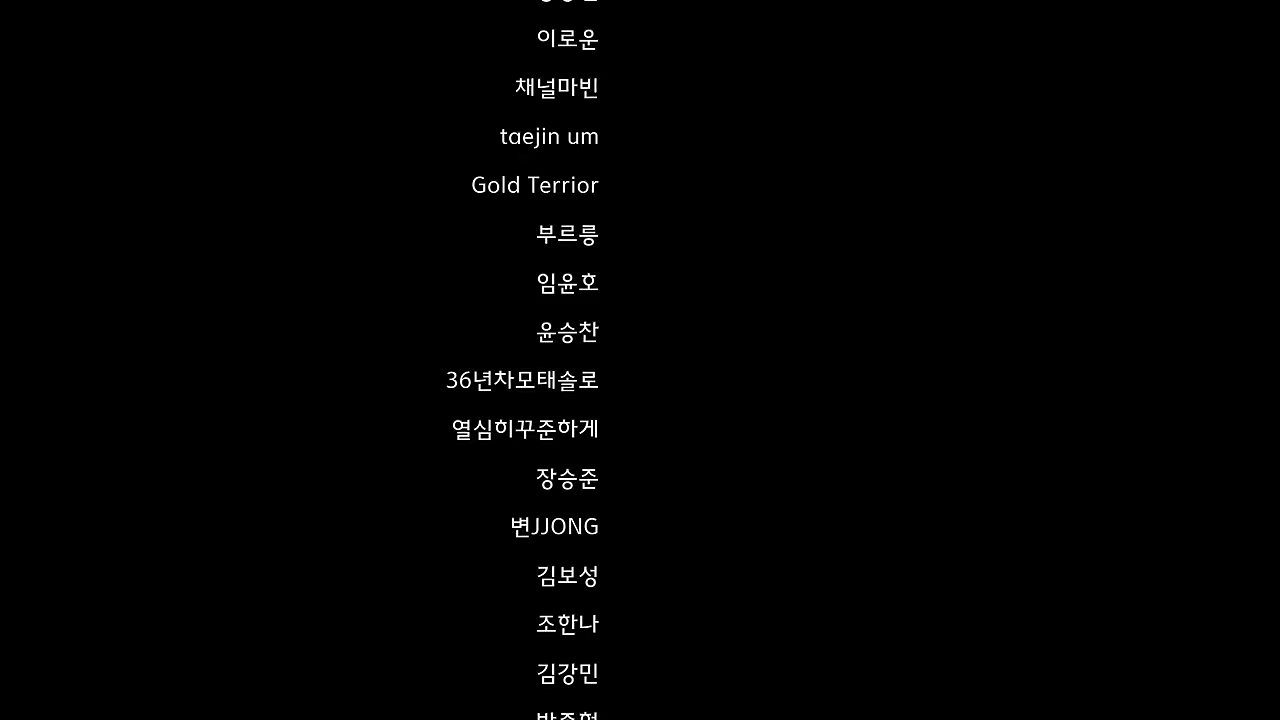 이로운
채널마빈
taejin um
Gold Terrior
부르릉
임윤호
윤승찬
36년차모태솔로
열심히꾸준하게
장승준
변JJONG
김보성
조한나
김강민